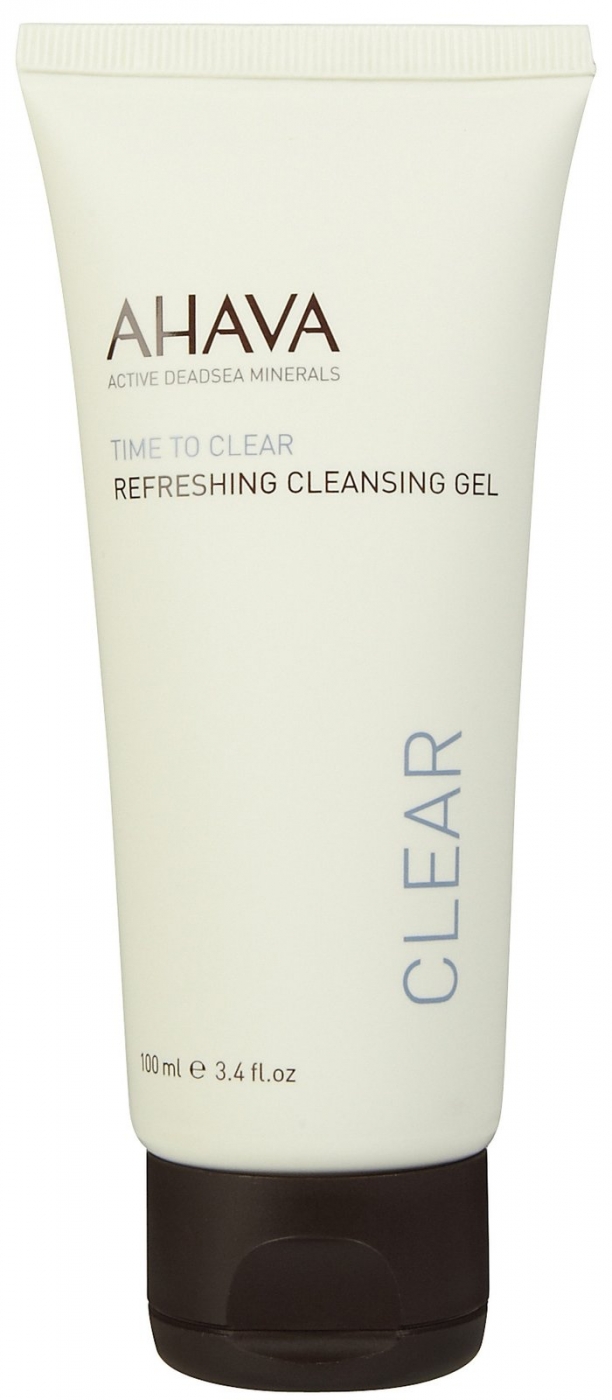 AHAVA
ACTIVE DEADSEA MINERALS
TIME TO CLEAR
REFRESHING CLEANSING GEL
CLEAR
100 ml e 3.4 fl.oz